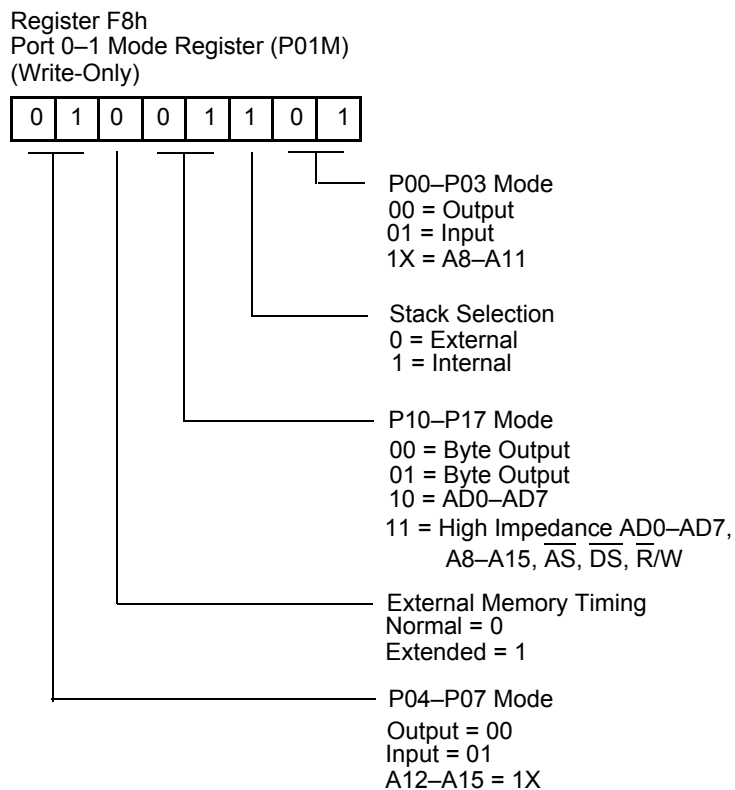 Register F8h
Port 0–1 Mode Register (P01M)
(Write-Only)
0 1 0 0 1 1 0 1
P00–P03 Mode
00 = Output
01 = Input
1X = A8–A11
Stack Selection
0 = External
1 = Internal
P10–P17 Mode
00 = Byte Output
01 = Byte Output
10 = AD0–AD7
11 = High Impedance AD0–AD7,
A8–A15, A̅S̅, D̅S̅, R̅/W
External Memory Timing
Normal = 0
Extended = 1
P04–P07 Mode
Output = 00
Input = 01
A12–A15 = 1X